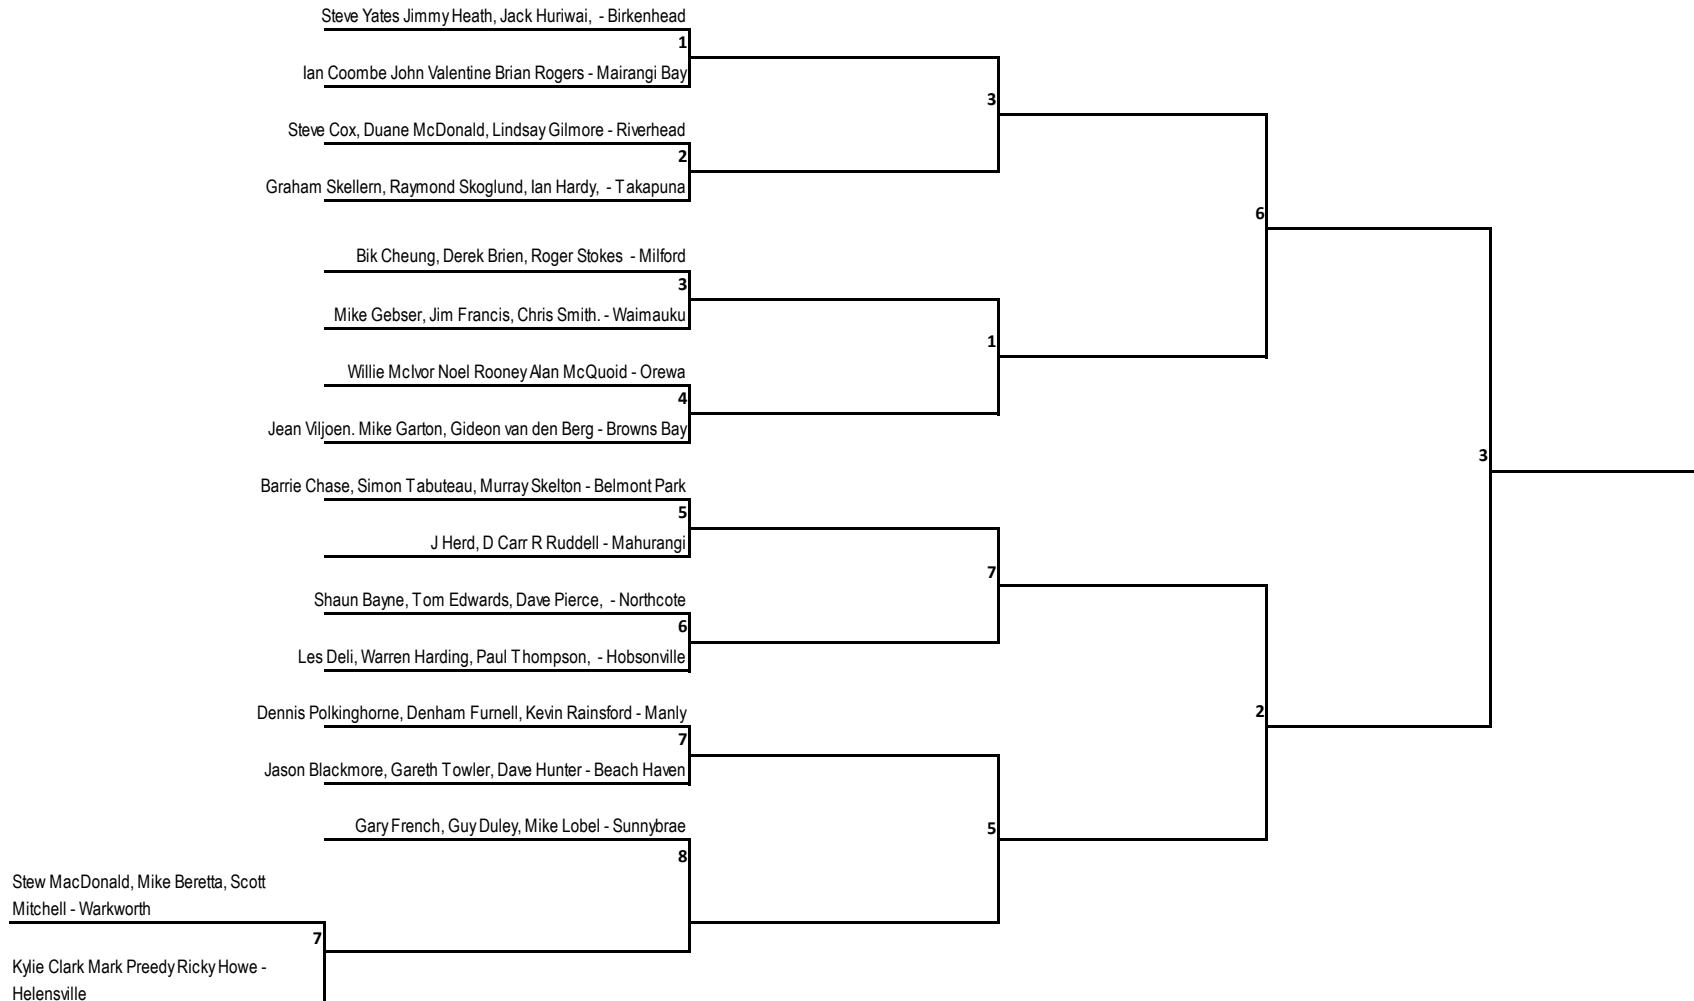 Steve Yates Jimmy Heath, Jack Huriwai,  - Birkenhead
1
Ian Coombe John Valentine Brian Rogers - Mairangi Bay
3
Steve Cox, Duane McDonald, Lindsay Gilmore - Riverhead
2
Graham Skellern, Raymond Skoglund, Ian Hardy,  - Takapuna
6
Bik Cheung, Derek Brien, Roger Stokes  - Milford
3
Mike Gebser, Jim Francis, Chris Smith. - Waimauku
1
Willie McIvor Noel Rooney Alan McQuoid - Orewa
4
Jean Viljoen. Mike Garton, Gideon van den Berg - Browns Bay
3
Barrie Chase, Simon Tabuteau, Murray Skelton - Belmont Park
5
J Herd, D Carr R Ruddell - Mahurangi
7
Shaun Bayne, Tom Edwards, Dave Pierce,  - Northcote
6
Les Deli, Warren Harding, Paul Thompson,  - Hobsonville
2
Dennis Polkinghorne, Denham Furnell, Kevin Rainsford - Manly
7
Jason Blackmore, Gareth Towler, Dave Hunter - Beach Haven
Gary French, Guy Duley, Mike Lobel - Sunnybrae
5
8
Stew MacDonald, Mike Beretta, Scott
Mitchell - Warkworth
7
Kylie Clark Mark Preedy Ricky Howe -
Helensville